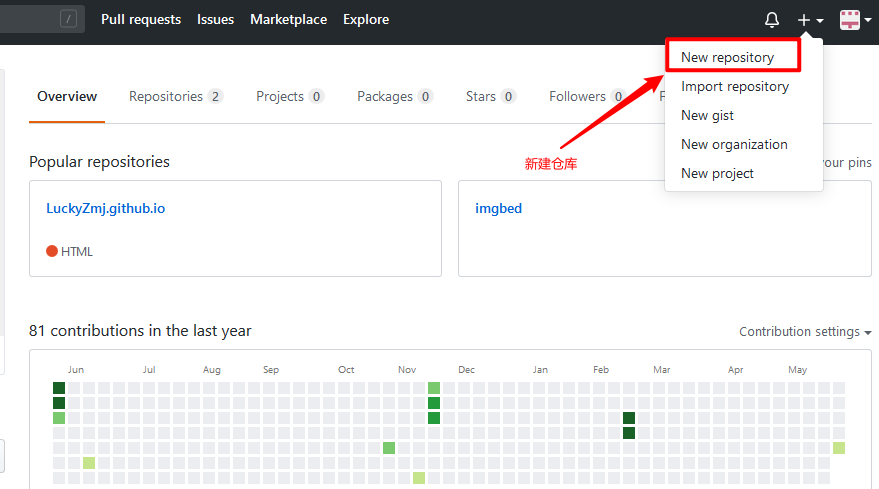 / Pull requests Issues Marketplace Explore
New repository
Import repository
New gist
New organization
New project
Overview Repositories 2 Projects 0 Packages 0 Stars 0 Followers 0 F
新建仓库
Popular repositories your pins
LuckyZmj.github.io imgbed
HTML
81 contributions in the last year Contribution settings
Jun Jul Aug Sep Oct Nov Dec Jan Feb Mar Apr May